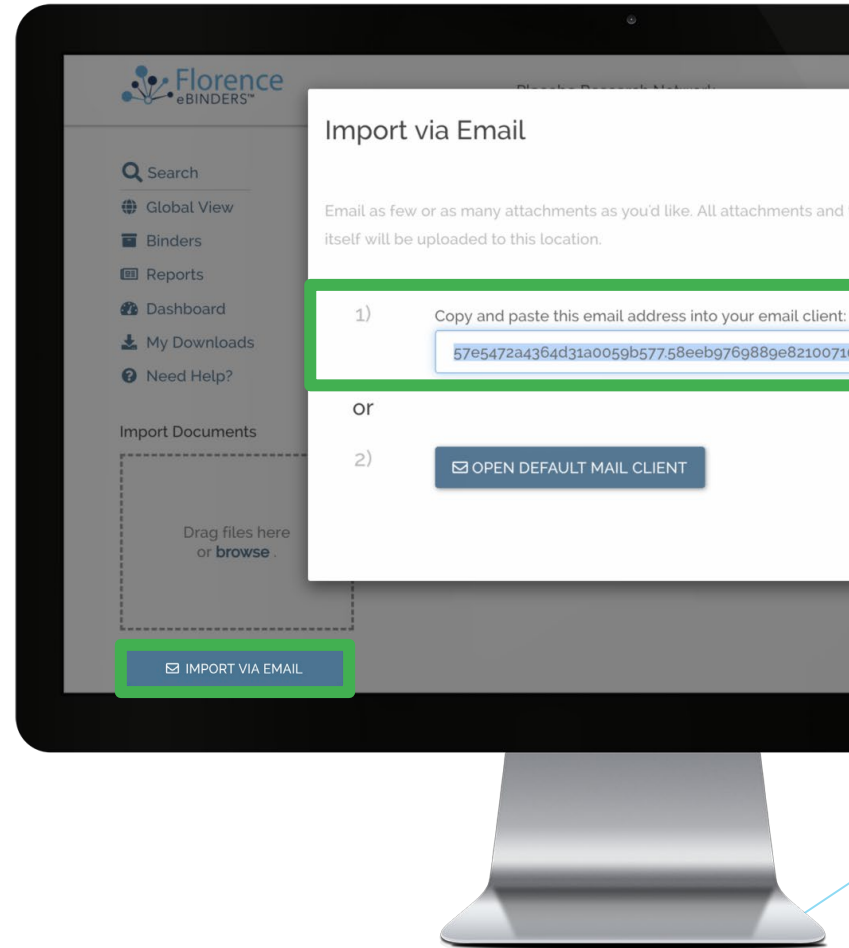 Florence
eBINDERS™
Import via Email
Search
Global View
Binders
Reports
Dashboard
My Downloads
Need Help?
Import Documents
Drag files here
or browse .
IMPORT VIA EMAIL
Email as few or as many attachments as you'd like. All attachments and
itself will be uploaded to this location.
1)
Copy and paste this email address into your email client:
57e5472a4364d31a0059b577.58eeb9769889e8210071
or
2)
OPEN DEFAULT MAIL CLIENT